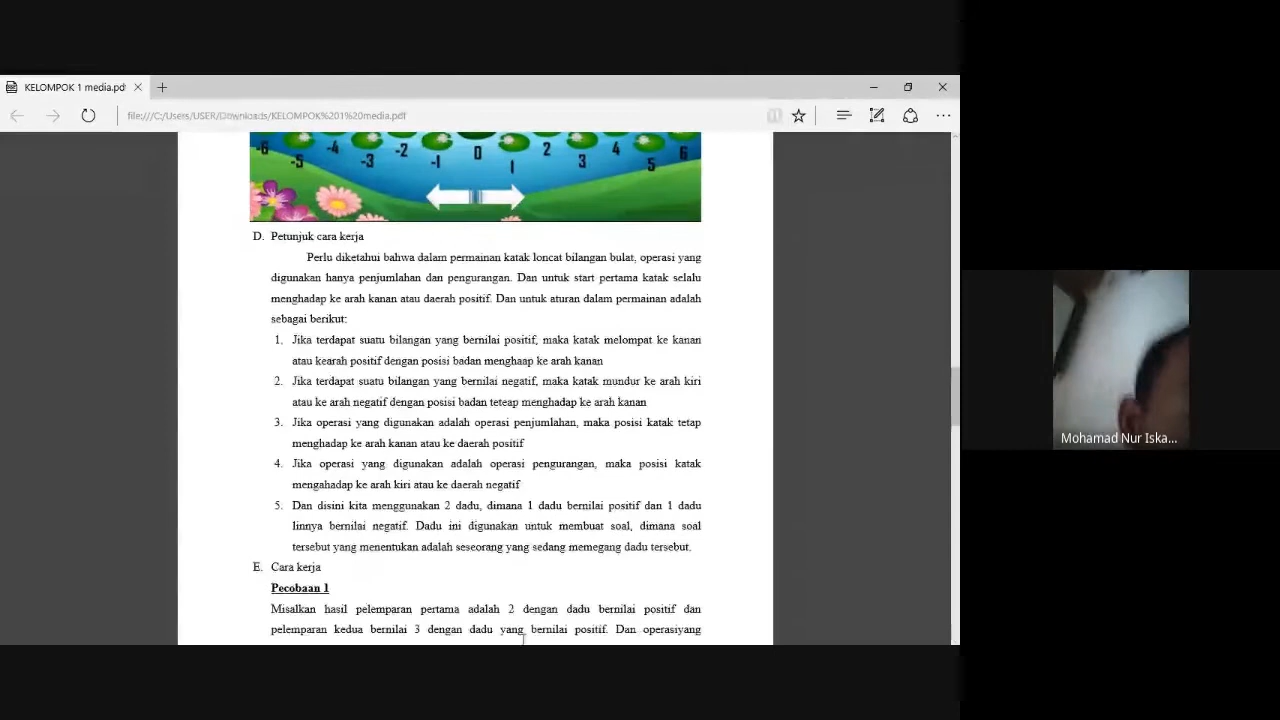 KELOMPOK 1 media.pdf
file:///C:/Users/USER/Downloads/KELOMPOK%201%20media.pdf
-6 -5 -4 -3 -2 -1 0 1 2 3 4 5 6
D. Petunjuk cara kerja
Perlu diketahui bahwa dalam permainan katak loncat bilangan bulat, operasi yang
digunakan hanya penjumlahan dan pengurangan. Dan untuk start pertama katak selalu
menghadap ke arah kanan atau daerah positif. Dan untuk aturan dalam permainan adalah
sebagai berikut:
1. Jika terdapat suatu bilangan yang bernilai positif, maka katak melompat ke kanan
atau kearah positif dengan posisi badan menghaap ke arah kanan
2. Jika terdapat suatu bilangan yang bernilai negatif, maka katak mundur ke arah kiri
atau ke arah negatif dengan posisi badan teteap menghadap ke arah kanan
3. Jika operasi yang digunakan adalah operasi penjumlahan, maka posisi katak tetap
menghadap ke arah kanan atau ke daerah positif
4. Jika operasi yang digunakan adalah operasi pengurangan, maka posisi katak
mengahadap ke arah kiri atau ke daerah negatif
5. Dan disini kita menggunakan 2 dadu, dimana 1 dadu bernilai positif dan 1 dadu
linnya bernilai negatif. Dadu ini digunakan untuk membuat soal, dimana soal
tersebut yang menentukan adalah seseorang yang sedang memegang dadu tersebut.
E. Cara kerja
Pecobaan 1
Misalkan hasil pelemparan pertama adalah 2 dengan dadu bernilai positif dan
pelemparan kedua bernilai 3 dengan dadu yang bernilai positif. Dan operasiyang
Mohamad Nur Iska...